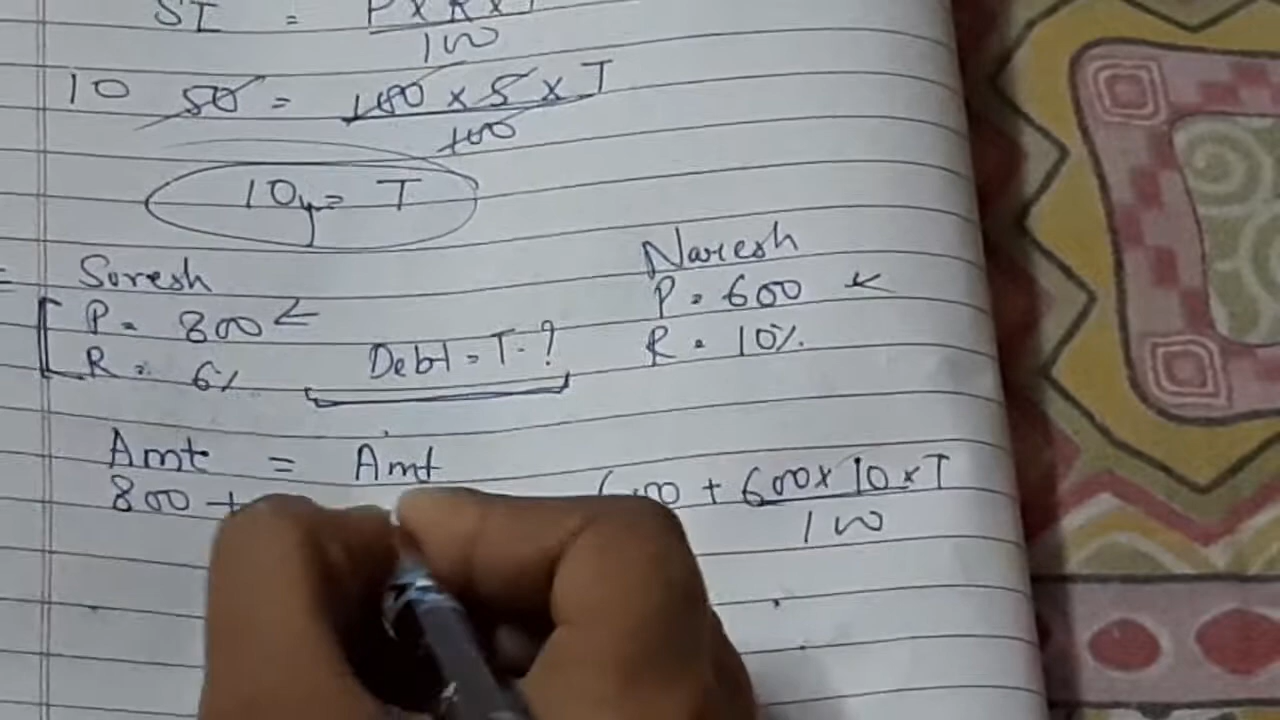 SI = P x R x T
100
10 50 = 100 x 5 x T
100
10y = T
= Suresh
P = 800 <
R = 6%
Debt = T = ?
Naresh
P = 600 <
R = 10%
Amt = Amt
800 +
600 + 600 x 10 x T
100